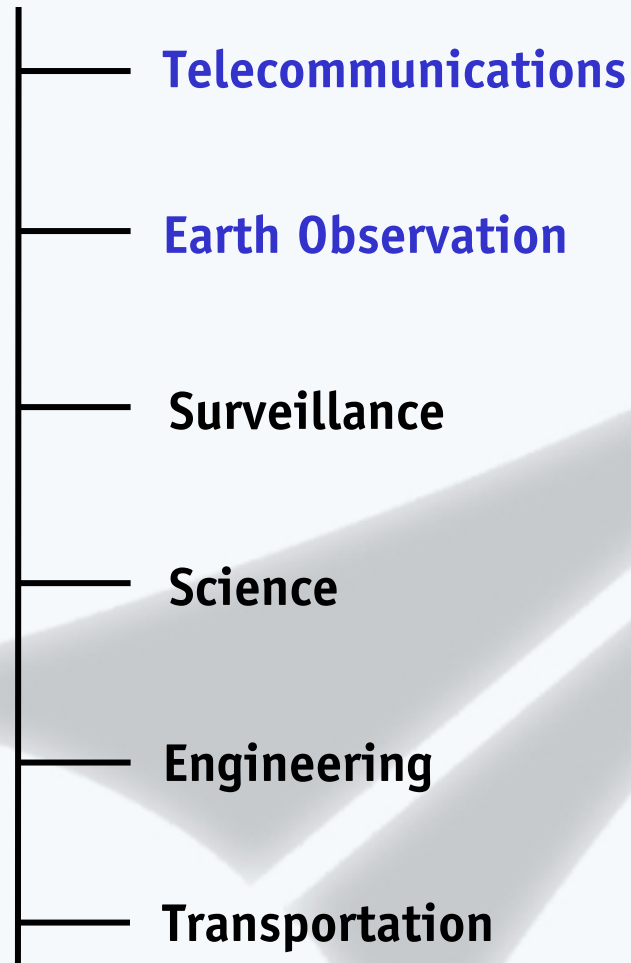 Telecommunications
Earth Observation
Surveillance
Science
Engineering
Transportation